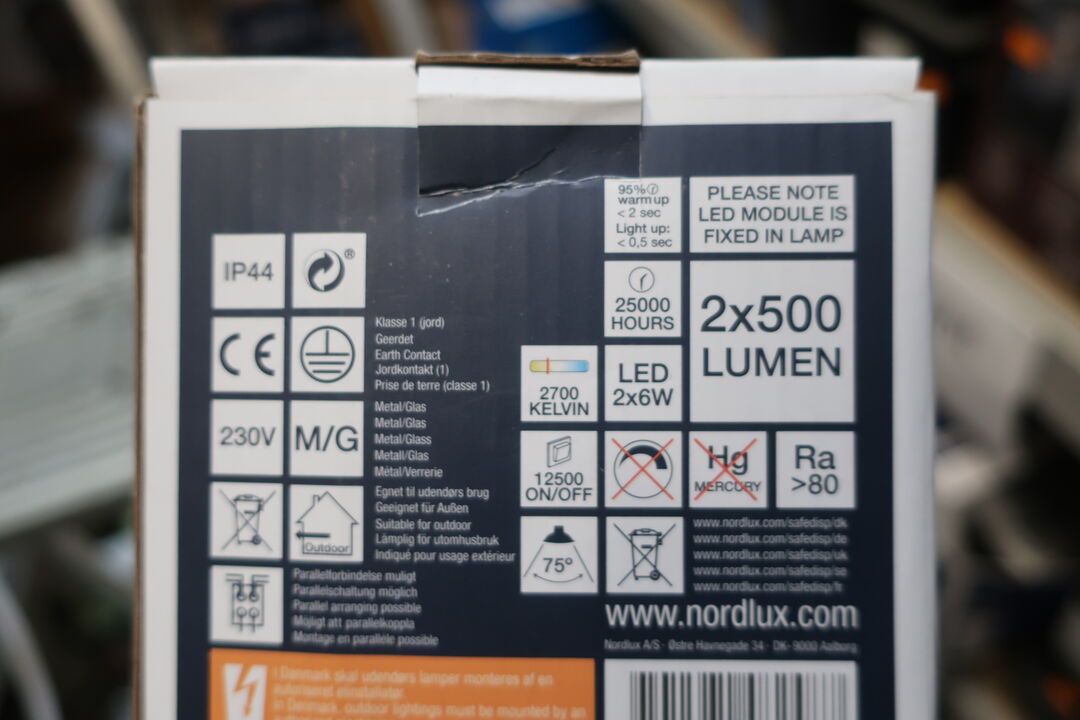 95%
warm up
< 2 sec
Light up:
< 0,5 sec
PLEASE NOTE
LED MODULE IS
FIXED IN LAMP
IP44
®
25000
HOURS
2x500
LUMEN
CE
Klasse 1 (jord)
Geerdet
Earth Contact
Jordkontakt (1)
Prise de terre (classe 1)
2700
KELVIN
LED
2x6W
230V
M/G
Metal/Glas
Metal/Glas
Metal/Glass
Metall/Glas
Métal/Verrerie
12500
ON/OFF
Hg
MERCURY
Ra
>80
Outdoor
Egnet til udendørs brug
Geeignet für Außen
Suitable for outdoor
Lämplig för utomhusbruk
Indiqué pour usage extérieur
75°
www.nordlux.com/safedisp/dk
www.nordlux.com/safedisp/de
www.nordlux.com/safedisp/uk
www.nordlux.com/safedisp/se
www.nordlux.com/safedisp/fr
Parallelforbindelse muligt
Parallelschaltung möglich
Parallel arranging possible
Möjligt att parallelkoppla
Montage en parallèle possible
www.nordlux.com
Nordlux A/S · Østre Havnegade 34 · DK- 9000 Aalborg
I Danmark skal udendørs lamper monteres af en
autoriseret elinstallatør.
In Denmark, outdoor lightings must be mounted by an